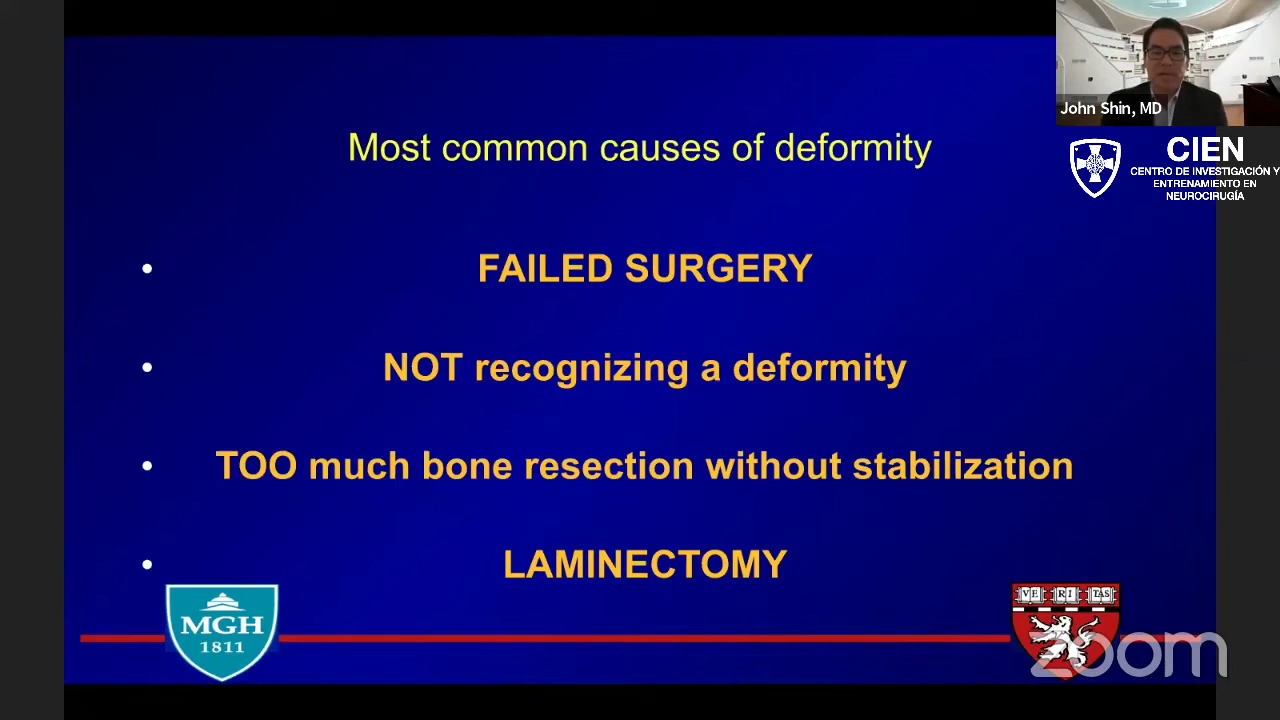 John Shin, MD
CIEN
CENTRO DE INVESTIGACIÓN Y
ENTRENAMIENTO EN
NEUROCIRUGÍA
Most common causes of deformity
• FAILED SURGERY
• NOT recognizing a deformity
• TOO much bone resection without stabilization
• LAMINECTOMY
MGH
1811
VE RI TAS
zoom